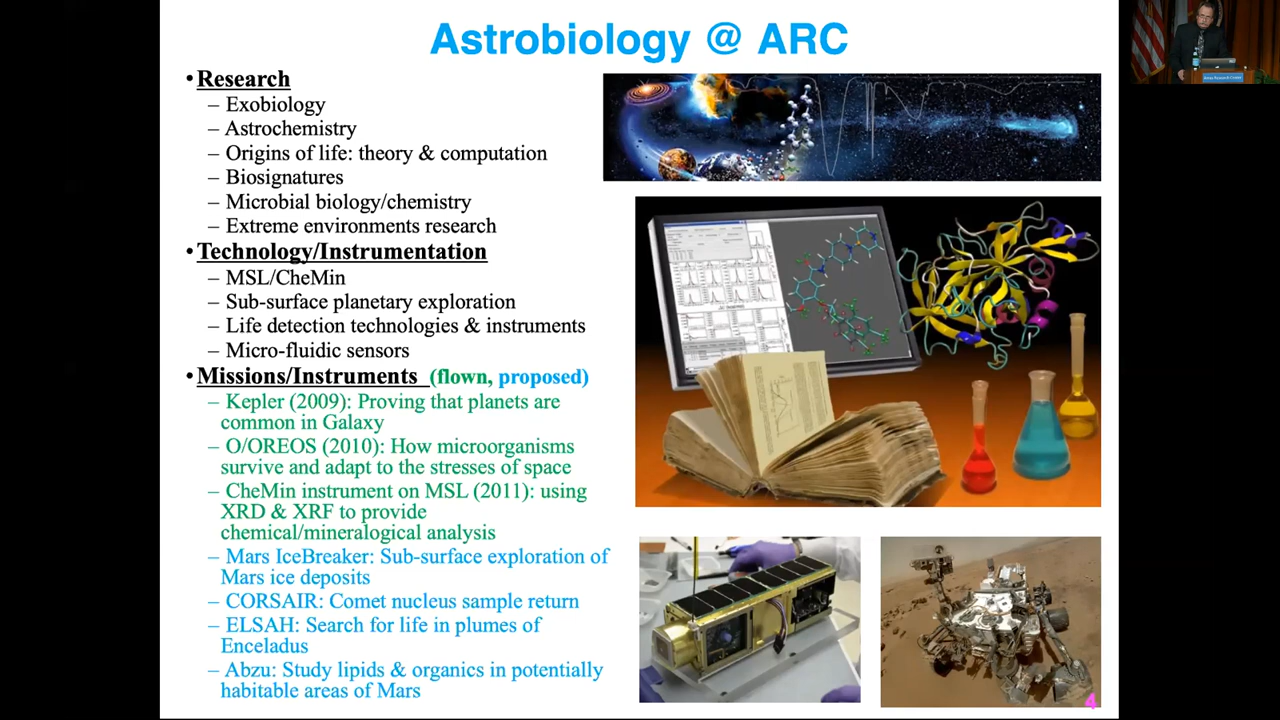 Astrobiology @ ARC
• Research
– Exobiology
– Astrochemistry
– Origins of life: theory & computation
– Biosignatures
– Microbial biology/chemistry
– Extreme environments research
• Technology/Instrumentation
– MSL/CheMin
– Sub-surface planetary exploration
– Life detection technologies & instruments
– Micro-fluidic sensors
• Missions/Instruments (flown, proposed)
– Kepler (2009): Proving that planets are
common in Galaxy
– O/OREOS (2010): How microorganisms
survive and adapt to the stresses of space
– CheMin instrument on MSL (2011): using
XRD & XRF to provide
chemical/mineralogical analysis
– Mars IceBreaker: Sub-surface exploration of
Mars ice deposits
– CORSAIR: Comet nucleus sample return
– ELSAH: Search for life in plumes of
Enceladus
– Abzu: Study lipids & organics in potentially
habitable areas of Mars
4